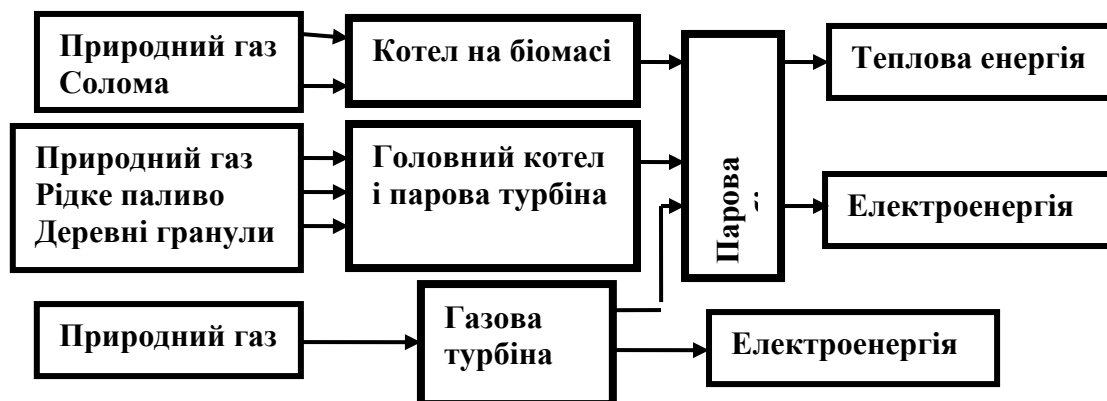 Природний газ
Солома
Котел на біомасі
Теплова енергія
Природний газ
Рідке паливо
Деревні гранули
Головний котел
і парова турбіна
Парова
Електроенергія
Природний газ
Газова
турбіна
Електроенергія